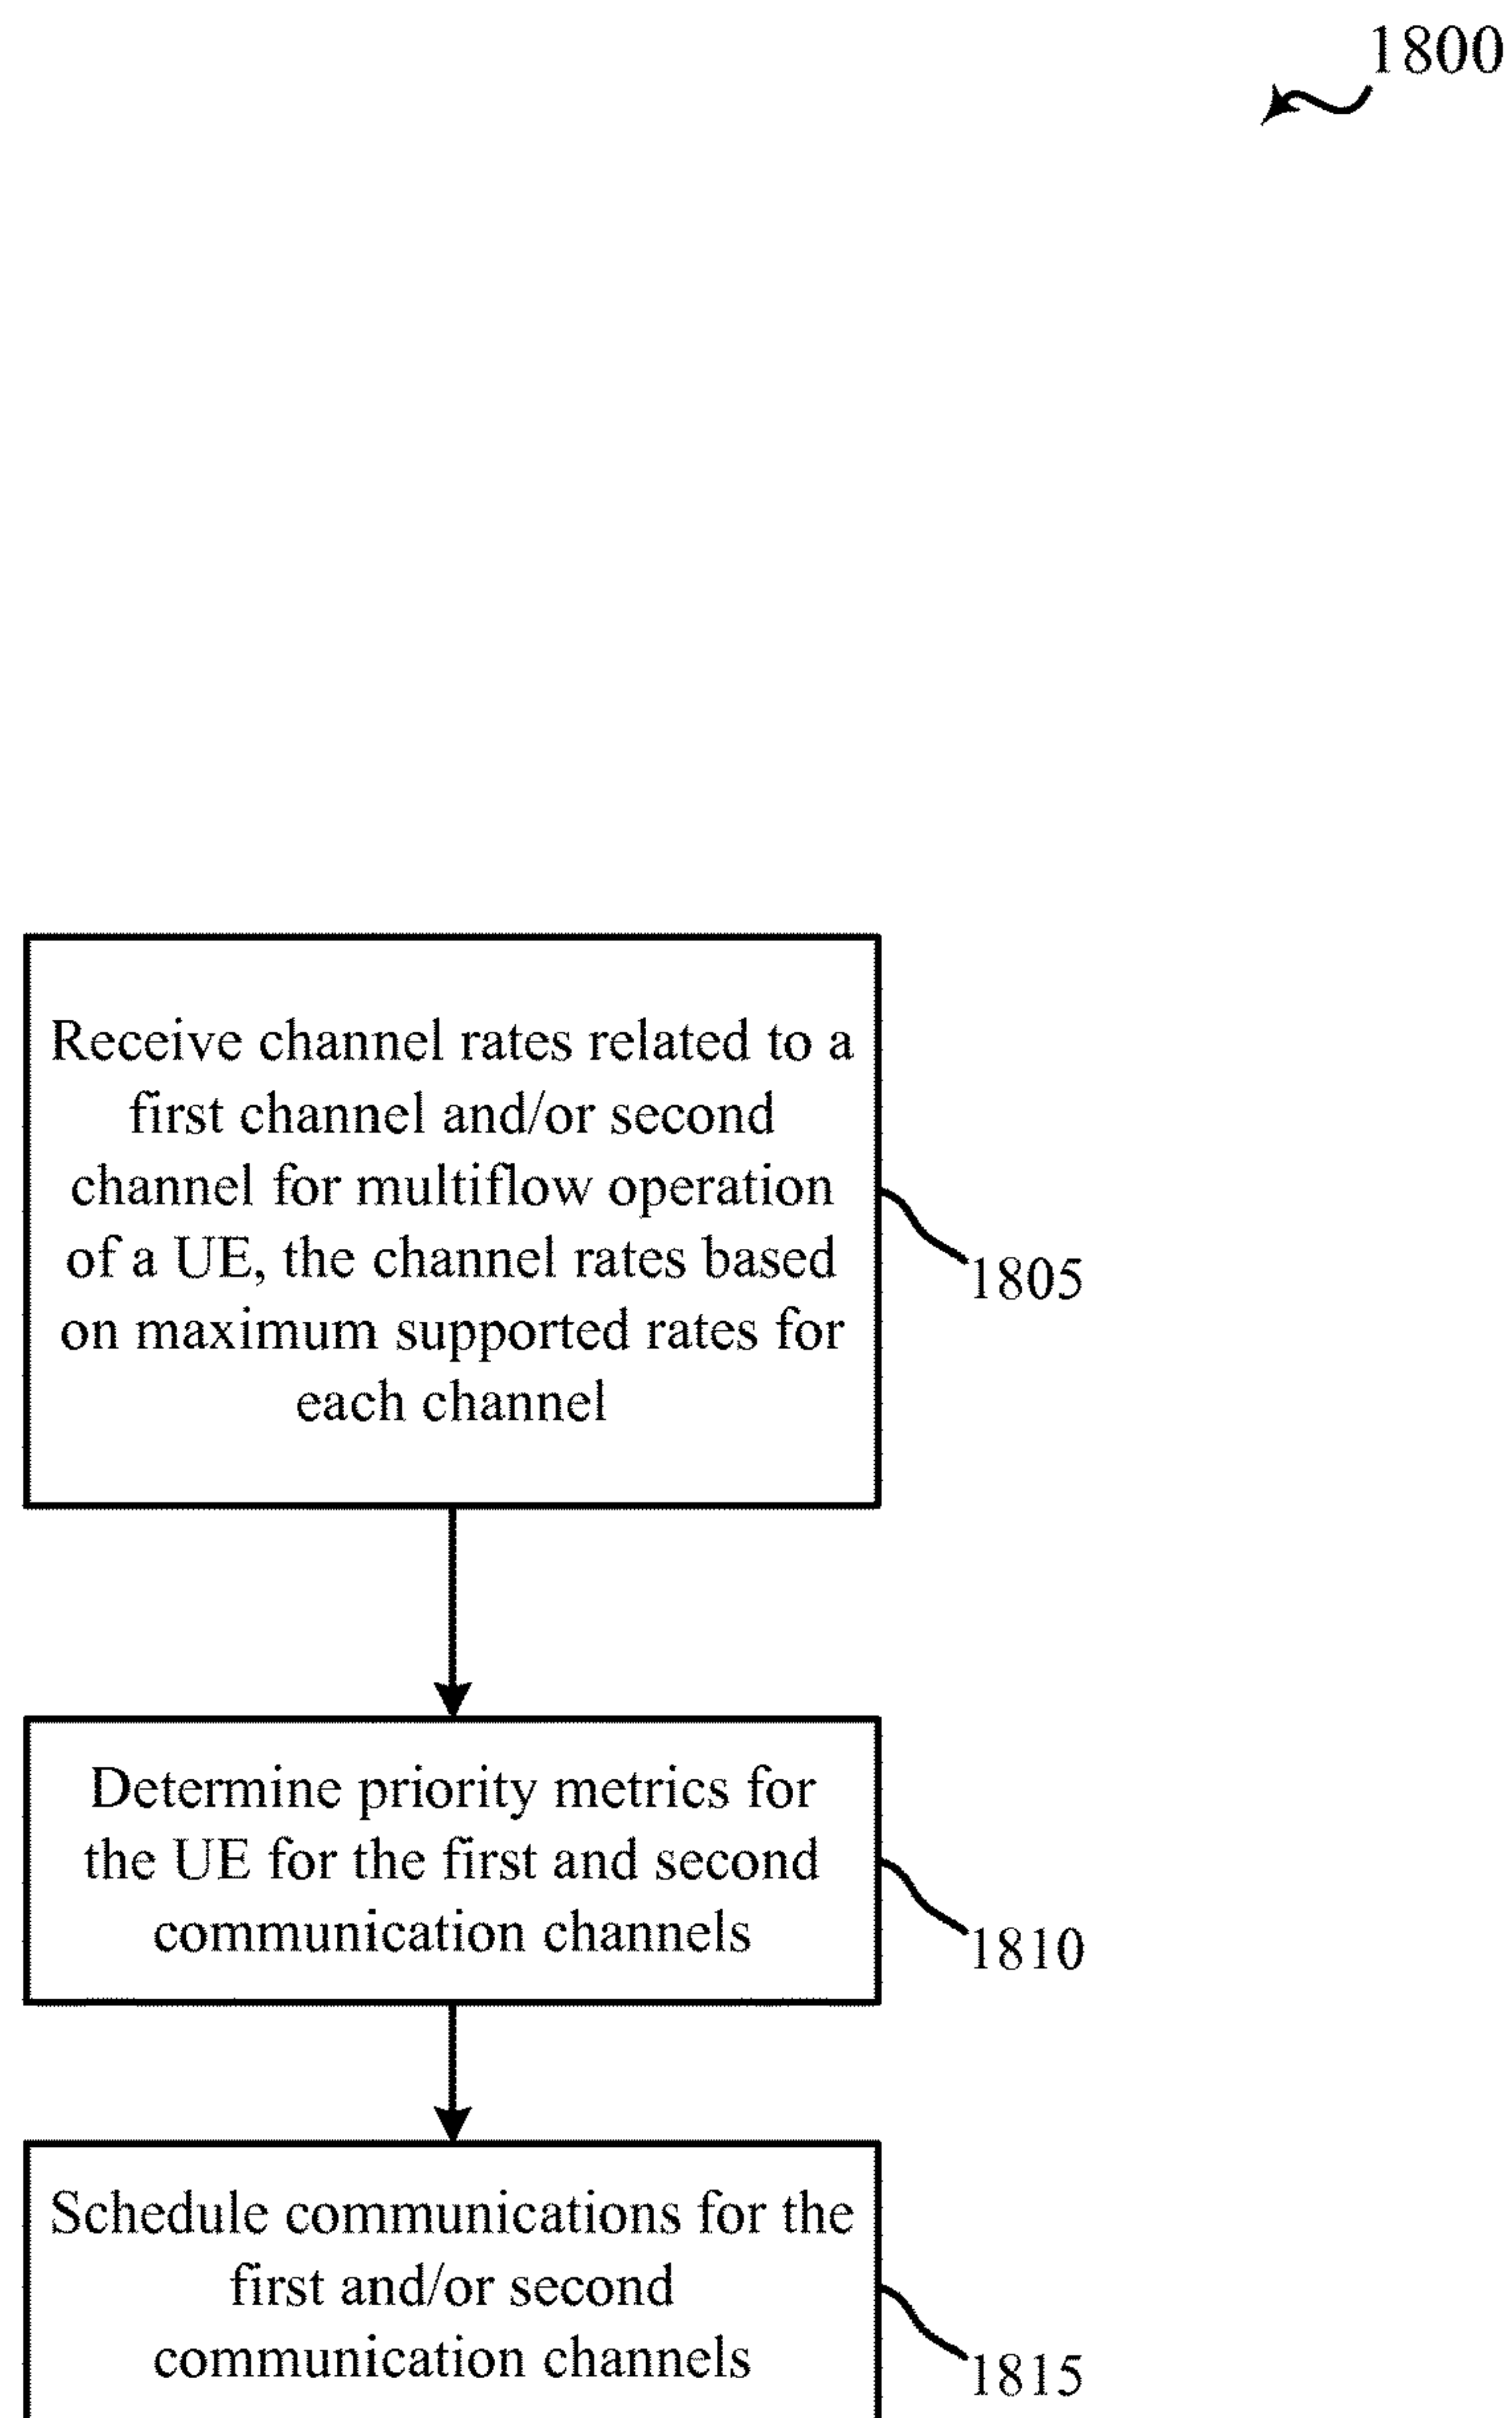 1800
Receive channel rates related to a
first channel and/or second
channel for multiflow operation
of a UE, the channel rates based
on maximum supported rates for
each channel
1805
Determine priority metrics for
the UE for the first and second
communication channels
1810
Schedule communications for the
first and/or second
communication channels
1815